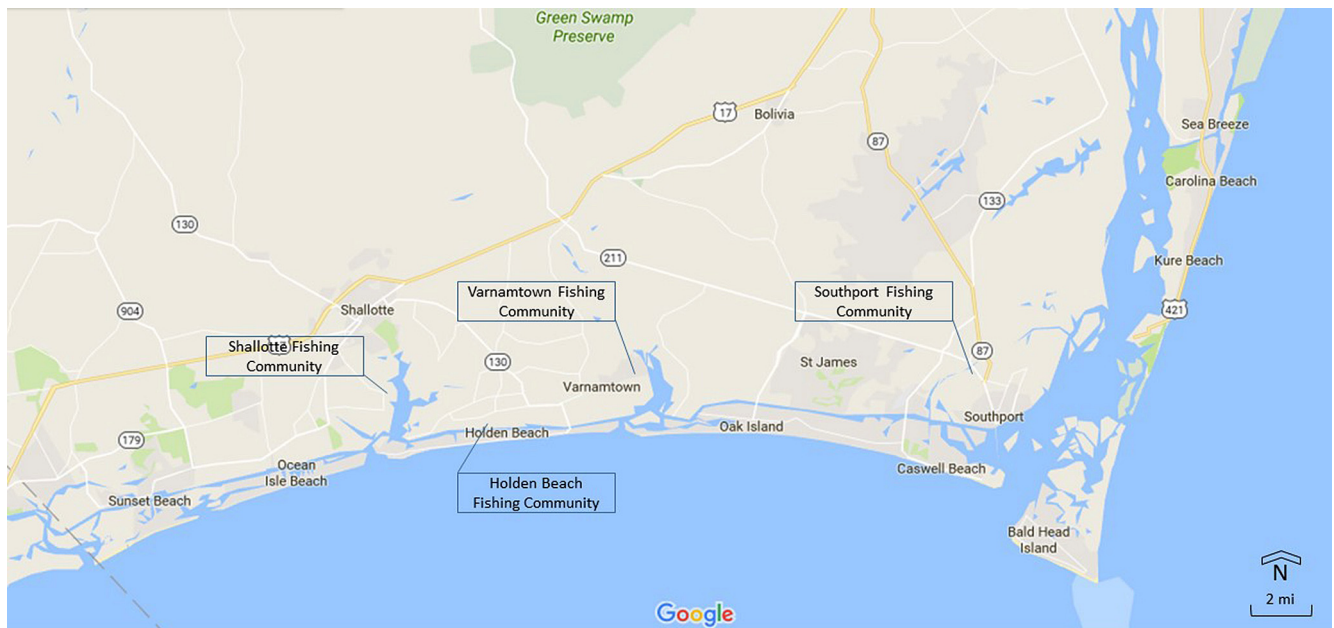 Green Swamp
Preserve
17
Bolivia
87
Sea Breeze
Carolina Beach
133
130
211
Kure Beach
904
Shallotte
Varnamtown Fishing
Community
Southport Fishing
Community
421
Shallotte Fishing
Community
130
87
St James
Varnamtown
Southport
179
Holden Beach
Oak Island
Ocean
Isle Beach
Caswell Beach
Sunset Beach
Holden Beach
Fishing Community
Bald Head
Island
N
2 mi
Google